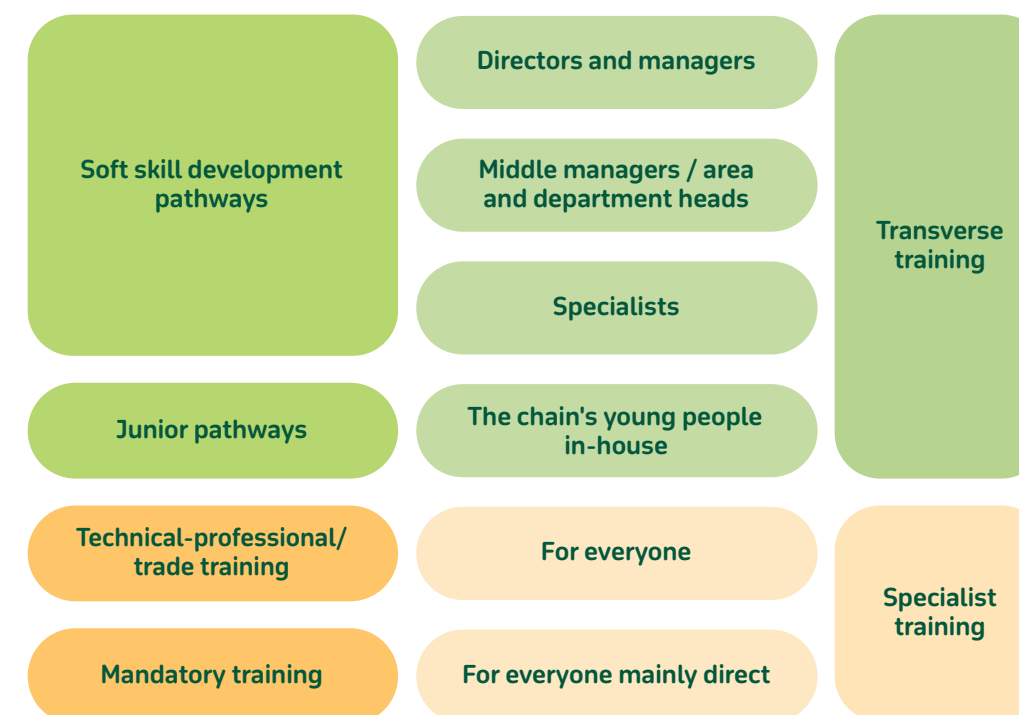 Soft skill development
pathways
Directors and managers
Middle managers / area
and department heads
Specialists
Transverse
training
Junior pathways
The chain's young people
in-house
Technical-professional/
trade training
For everyone
Specialist
training
Mandatory training
For everyone mainly direct